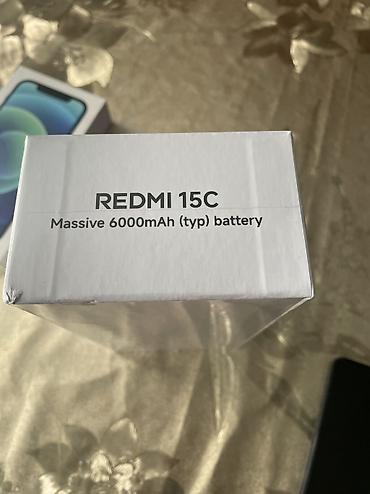 REDMI 15C
Massive 6000mAh (typ) battery